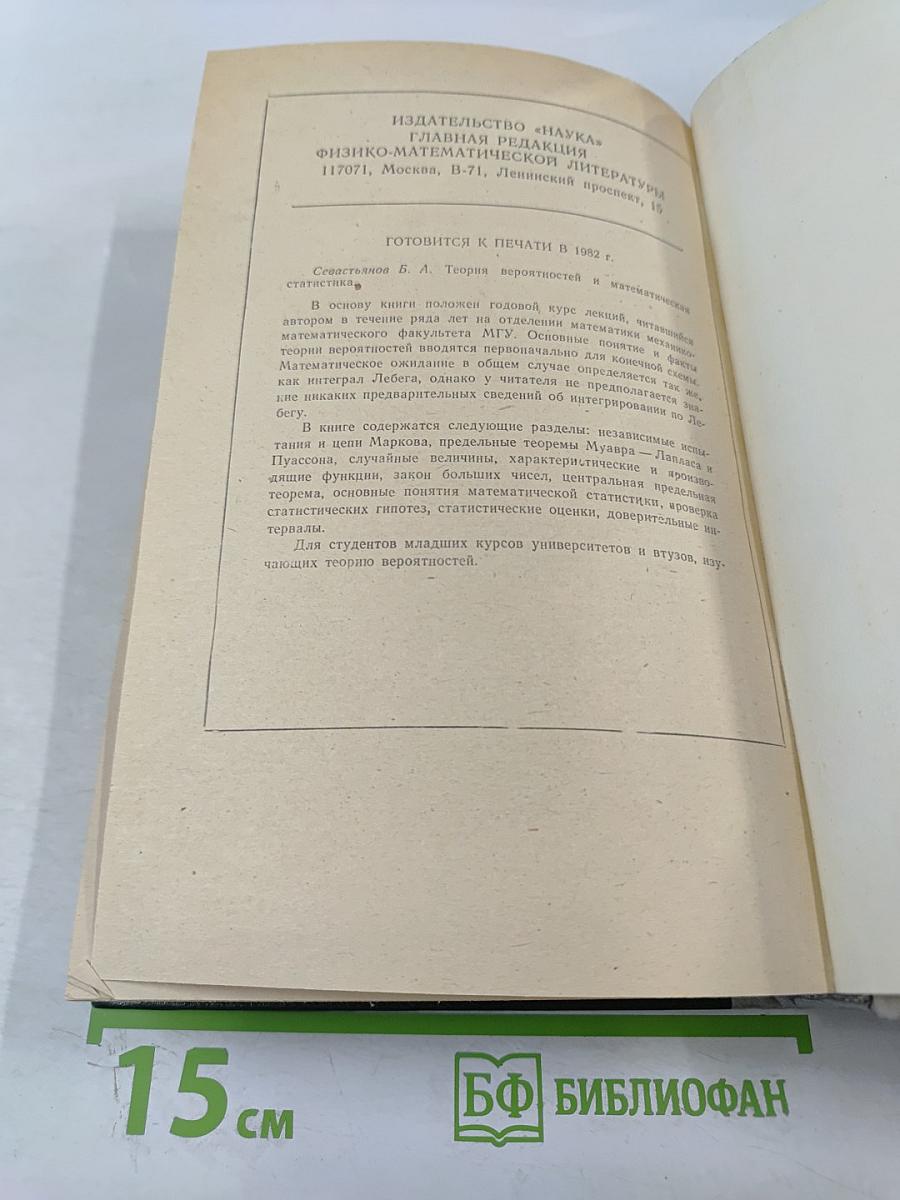 ИЗДАТЕЛЬСТВО «НАУКА»
ГЛАВНАЯ РЕДАКЦИЯ
ФИЗИКО-МАТЕМАТИЧЕСКОЙ ЛИТЕРАТУРЫ
117071, Москва, В-71, Ленинский проспект, 15
ГОТОВИТСЯ К ПЕЧАТИ В 1982 г.
Севастьянов Б. А. Теория вероятностей и математическая
статистика.
В основу книги положен годовой курс лекций, читавшийся
автором в течение ряда лет на отделении математики механико-
математического факультета МГУ. Основные понятие и факты
теории вероятностей вводятся первоначально для конечной схемы.
Математическое ожидание в общем случае определяется так же,
как интеграл Лебега, однако у читателя не предполагается зна-
ние никаких предварительных сведений об интегрировании по Ле-
бегу.
В книге содержатся следующие разделы: независимые испы-
тания и цепи Маркова, предельные теоремы Муавра — Лапласа и
Пуассона, случайные величины, характеристические и произво-
дящие функции, закон больших чисел, центральная предельная
теорема, основные понятия математической статистики, проверка
статистических гипотез, статистические оценки, доверительные ин-
тервалы.
Для студентов младших курсов университетов и втузов, изу-
чающих теорию вероятностей.
15 см
БФ БИБЛИОФАН